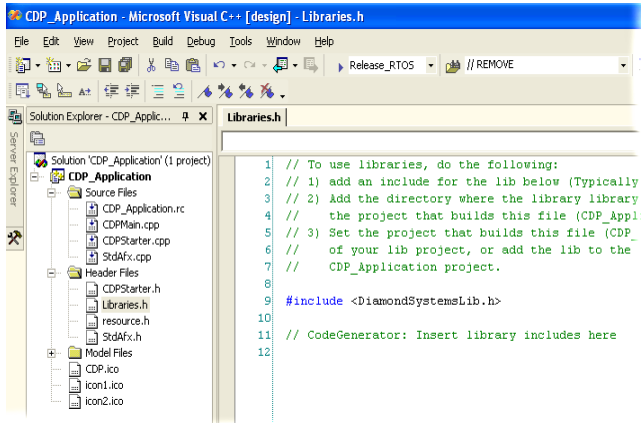 CDP_Application - Microsoft Visual C++ [design] - Libraries.h
File Edit View Project Build Debug Tools Window Help
Release_RTOS // REMOVE
Solution Explorer - CDP_Applic...
Libraries.h
Server Explorer
Solution 'CDP_Application' (1 project)
CDP_Application
Source Files
CDP_Application.rc
CDPMain.cpp
CDPStarter.cpp
StdAfx.cpp
Header Files
CDPStarter.h
Libraries.h
resource.h
StdAfx.h
Model Files
CDP.ico
icon1.ico
icon2.ico
1 // To use libraries, do the following:
2 // 1) add an include for the lib below (Typically
3 // 2) Add the directory where the library library
4 //    the project that builds this file (CDP_Appl
5 // 3) Set the project that builds this file (CDP_
6 //    of your lib project, or add the lib to the
7 //    CDP_Application project.
8
9 #include <DiamondSystemsLib.h>
10
11 // CodeGenerator: Insert library includes here
12